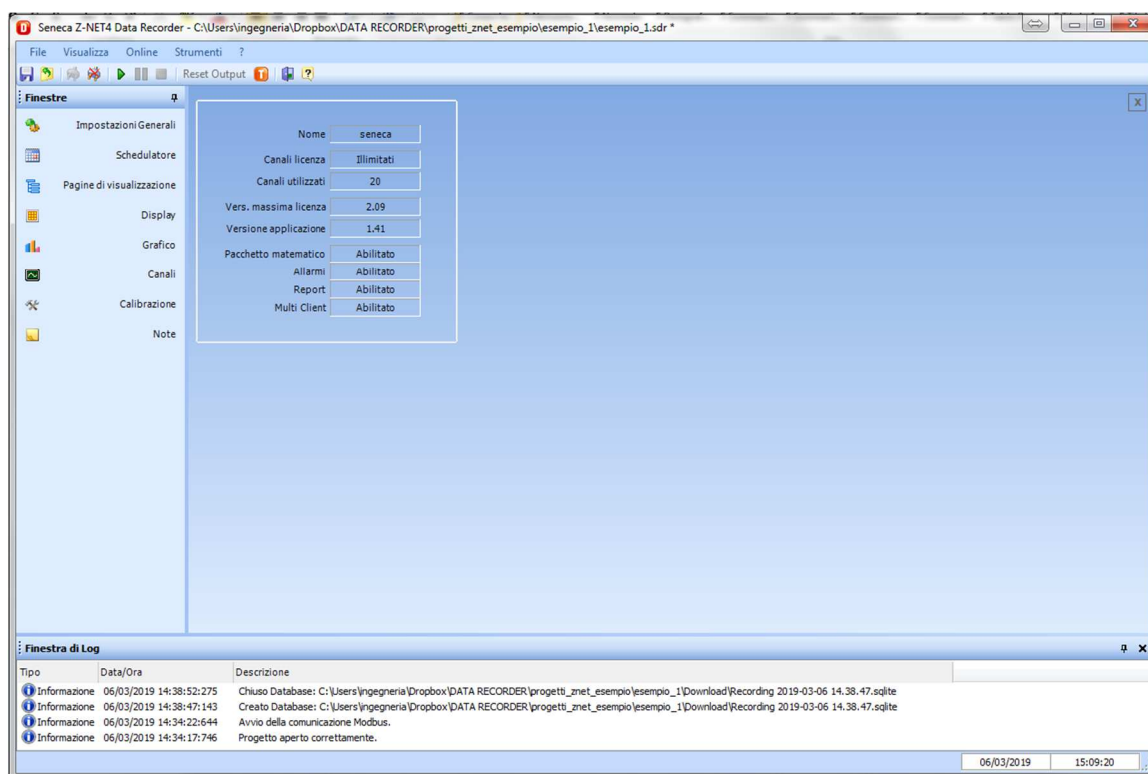 Seneca Z-NET4 Data Recorder - C:\Users\ingegneria\Dropbox\DATA RECORDER\progetti_znet_esempio\esempio_1\esempio_1.sdr *
File Visualizza Online Strumenti ?
Reset Output
Finestre
Impostazioni Generali
Schedulatore
Pagine di visualizzazione
Display
Grafico
Canali
Calibrazione
Note
Nome seneca
Canali licenza Illimitati
Canali utilizzati 20
Vers. massima licenza 2.09
Versione applicazione 1.41
Pacchetto matematico Abilitato
Allarmi Abilitato
Report Abilitato
Multi Client Abilitato
Finestra di Log
Tipo Data/Ora Descrizione
Informazione 06/03/2019 14:38:52:275 Chiuso Database: C:\Users\ingegneria\Dropbox\DATA RECORDER\progetti_znet_esempio\esempio_1\Download\Recording 2019-03-06 14.38.47.sqlite
Informazione 06/03/2019 14:38:47:143 Creato Database: C:\Users\ingegneria\Dropbox\DATA RECORDER\progetti_znet_esempio\esempio_1\Download\Recording 2019-03-06 14.38.47.sqlite
Informazione 06/03/2019 14:34:22:644 Avvio della comunicazione Modbus.
Informazione 06/03/2019 14:34:17:746 Progetto aperto correttamente.
06/03/2019 15:09:20